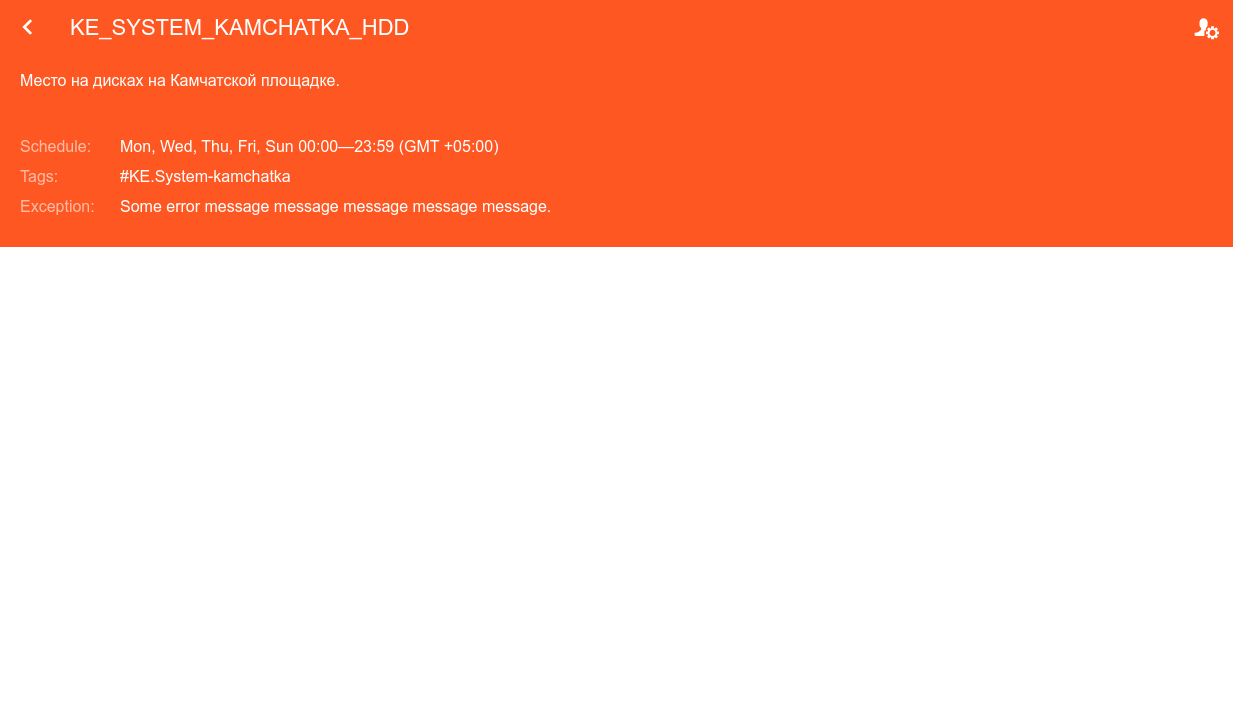 KE_SYSTEM_KAMCHATKA_HDD
Место на дисках на Камчатской площадке.
Schedule: Mon, Wed, Thu, Fri, Sun 00:00—23:59 (GMT +05:00)
Tags: #KE.System-kamchatka
Exception: Some error message message message message message.